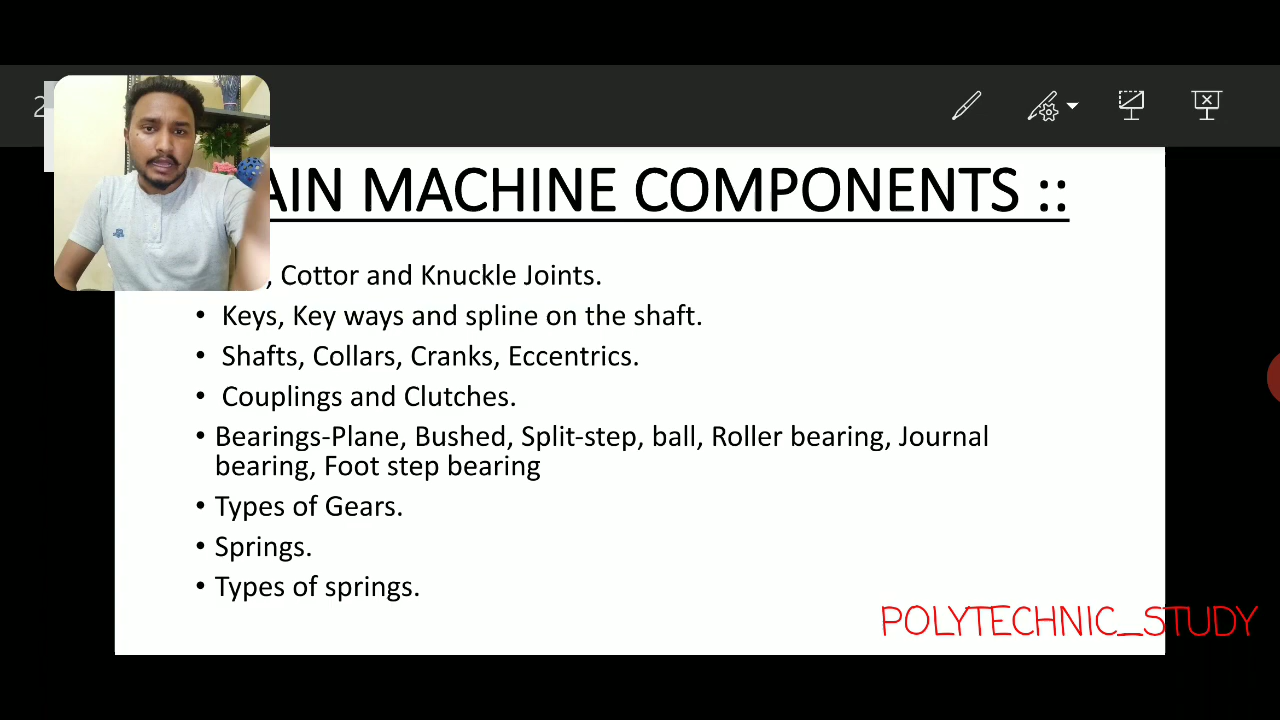 2
AIN MACHINE COMPONENTS ::
, Cottor and Knuckle Joints.
• Keys, Key ways and spline on the shaft.
• Shafts, Collars, Cranks, Eccentrics.
• Couplings and Clutches.
• Bearings-Plane, Bushed, Split-step, ball, Roller bearing, Journal
bearing, Foot step bearing
• Types of Gears.
• Springs.
• Types of springs.
POLYTECHNIC_STUDY